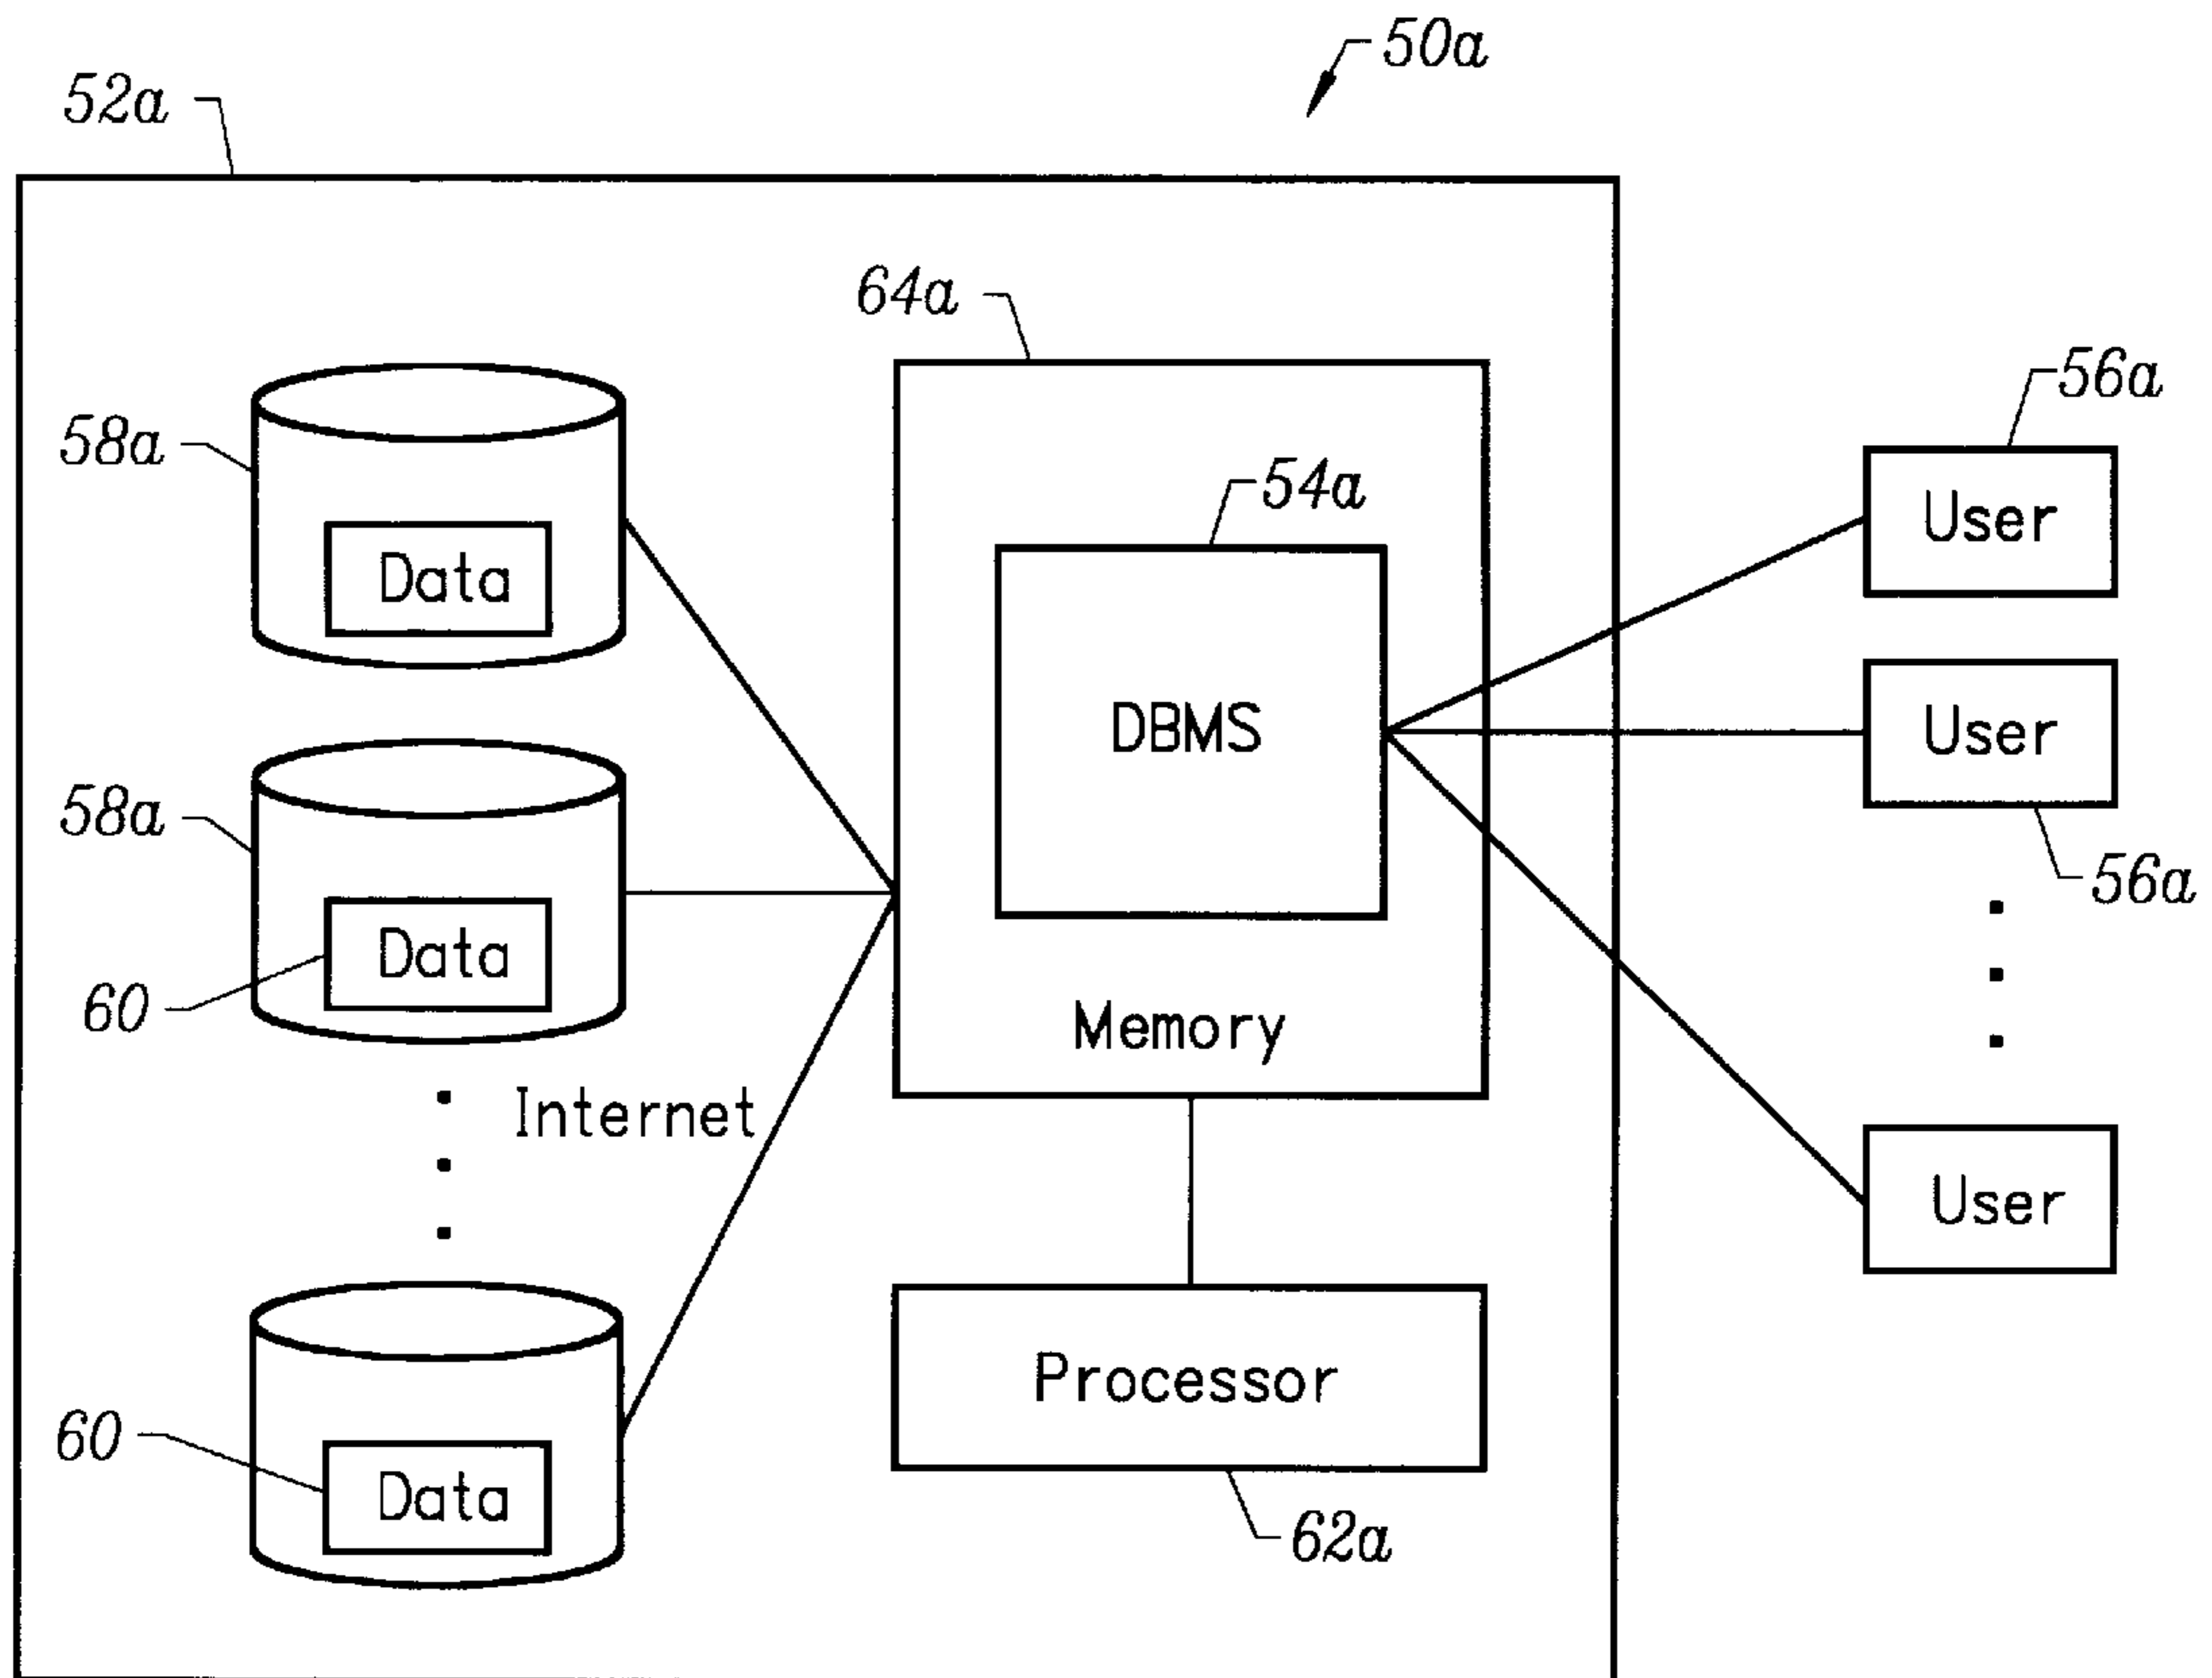 50a
52a
64a
56a
58a
54a
User
Data
DBMS
User
58a
56a
Data
60
Memory
Internet
User
Processor
60
Data
62a